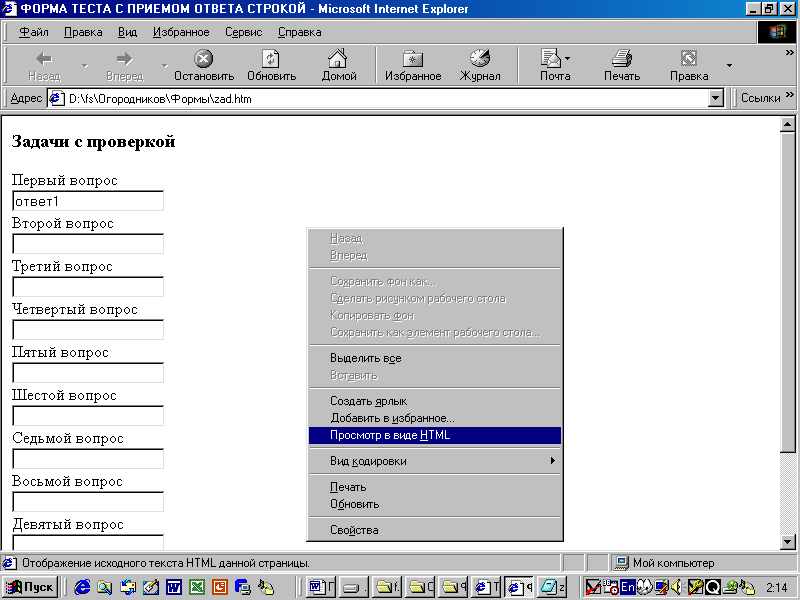 ФОРМА ТЕСТА С ПРИЕМОМ ОТВЕТА СТРОКОЙ - Microsoft Internet Explorer
Файл Правка Вид Избранное Сервис Справка
Назад Вперед Остановить Обновить Домой Избранное Журнал Почта Печать Правка
Адрес D:\fs\Огородников\Формы\zad.htm Ссылки
Задачи с проверкой
Первый вопрос
ответ1
Второй вопрос
Третий вопрос
Четвертый вопрос
Пятый вопрос
Шестой вопрос
Седьмой вопрос
Восьмой вопрос
Девятый вопрос
Назад
Вперед
Сохранить фон как...
Сделать рисунком рабочего стола
Копировать фон
Сохранить как элемент рабочего стола...
Выделить все
Вставить
Создать ярлык
Добавить в избранное...
Просмотр в виде HTML
Вид кодировки
Печать
Обновить
Свойства
Отображение исходного текста HTML данной страницы. Мой компьютер
Пуск En 2:14